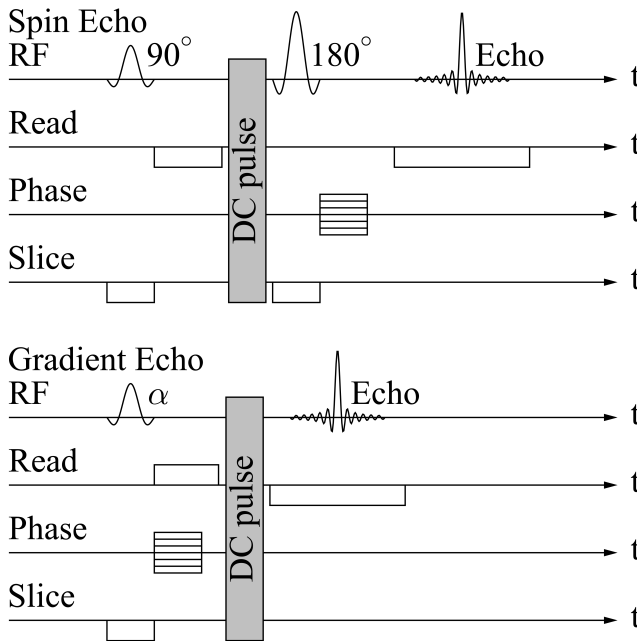 Spin Echo
RF 90° 180° Echo t
Read t
Phase t
DC pulse
Slice t
Gradient Echo
RF α Echo t
Read t
Phase t
DC pulse
Slice t